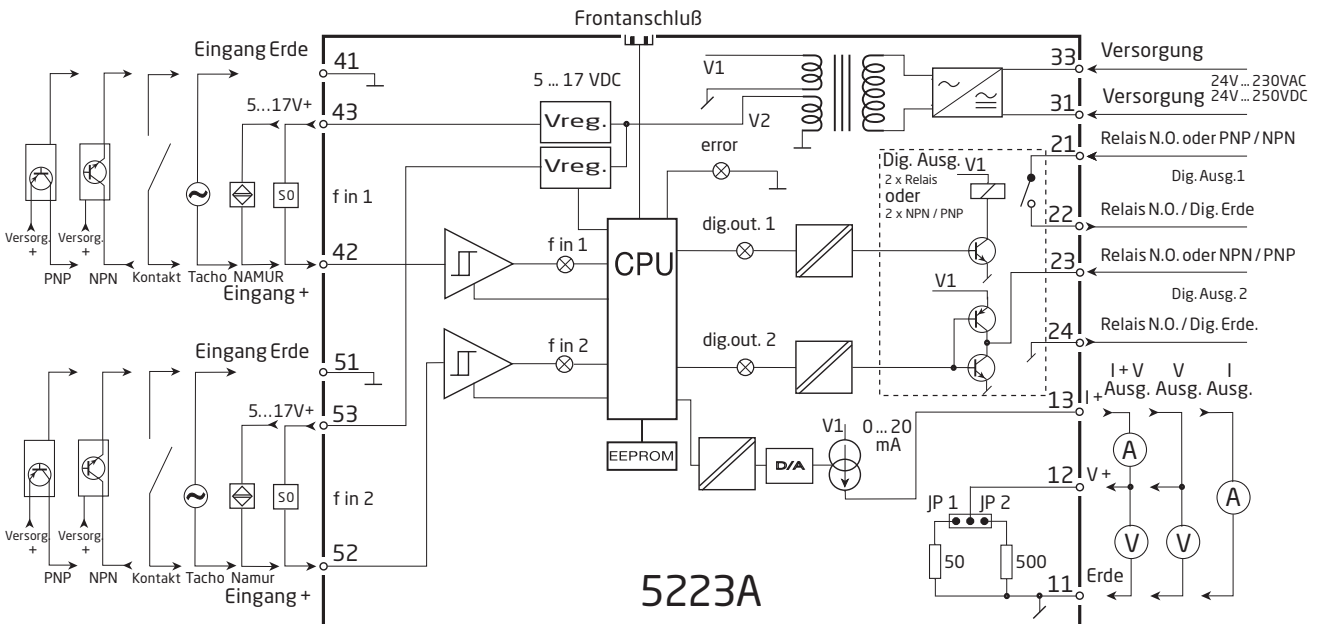 Frontanschluß
Eingang Erde
41
5...17V+
43
5 ... 17 VDC
Vreg.
Vreg.
V1
V2
error
33
Versorgung
24V ... 230VAC
24V ... 250VDC
Versorgung
31
21
Relais N.O. oder PNP / NPN
Dig. Ausg.1
22
Relais N.O. / Dig. Erde
23
Relais N.O. oder NPN / PNP
Dig. Ausg. 2
24
Relais N.O. / Dig. Erde.
Dig. Ausg.
2 x Relais
oder
2 x NPN / PNP
V1
V1
S0
f in 1
Versorg.
+
Versorg.
+
PNP
NPN
Kontakt
Tacho
NAMUR
Eingang +
42
f in 1
CPU
dig.out. 1
f in 2
dig.out. 2
EEPROM
D/A
V1
0 ... 20
mA
Eingang Erde
51
5...17V+
53
S0
f in 2
Versorg.
+
Versorg.
+
PNP
NPN
Kontakt
Tacho
Namur
Eingang +
52
13
I+
I + V
Ausg.
V
Ausg.
I
Ausg.
A
A
12
V +
V
V
JP 1
JP 2
50
500
11
Erde
5223A